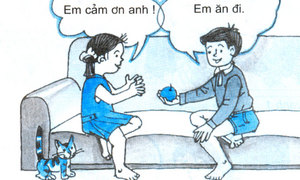 Em cảm ơn anh !
Em ăn đi.